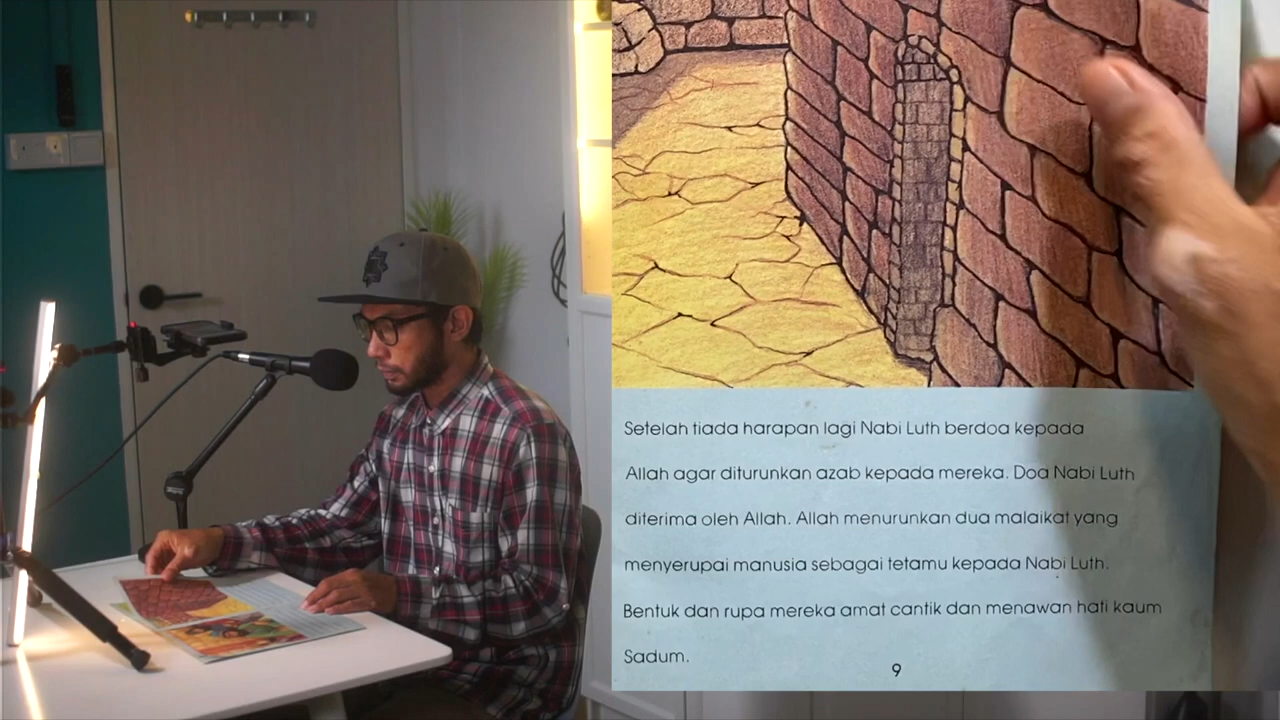 Setelah tiada harapan lagi Nabi Luth berdoa kepada
Allah agar diturunkan azab kepada mereka. Doa Nabi Luth
diterima oleh Allah. Allah menurunkan dua malaikat yang
menyerupai manusia sebagai tetamu kepada Nabi Luth.
Bentuk dan rupa mereka amat cantik dan menawan hati kaum
Sadum.
9